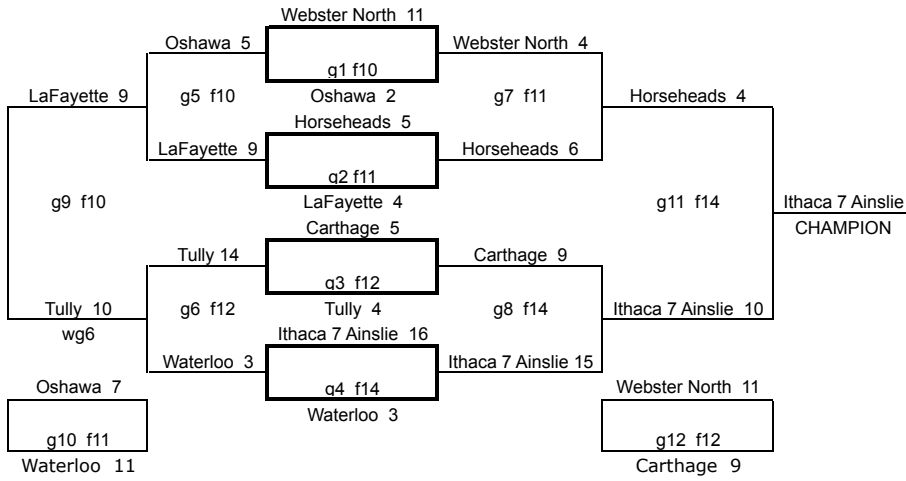 Webster North 11
Oshawa 5
Webster North 4
g1 f10
LaFayette 9
g5 f10
Oshawa 2
g7 f11
Horseheads 4
Horseheads 5
LaFayette 9
Horseheads 6
g2 f11
g9 f10
LaFayette 4
g11 f14
Ithaca 7 Ainslie
Carthage 5
CHAMPION
Tully 14
Carthage 9
g3 f12
Tully 10
g6 f12
Tully 4
g8 f14
Ithaca 7 Ainslie 10
wg6
Ithaca 7 Ainslie 16
Waterloo 3
Ithaca 7 Ainslie 15
g4 f14
Oshawa 7
Webster North 11
Waterloo 3
g10 f11
g12 f12
Waterloo 11
Carthage 9